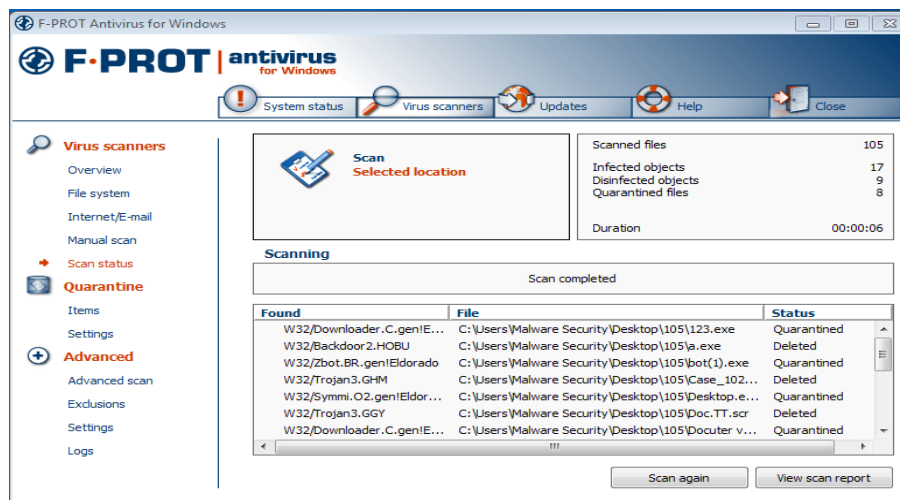 F-PROT Antivirus for Windows
F·PROT antivirus
for Windows
System status Virus scanners Updates Help Close
Virus scanners
Overview
File system
Internet/E-mail
Manual scan
Scan status
Quarantine
Items
Settings
Advanced
Advanced scan
Exclusions
Settings
Logs
Scan
Selected location
Scanned files 105
Infected objects 17
Disinfected objects 9
Quarantined files 8
Duration 00:00:06
Scanning
Scan completed
Found File Status
W32/Downloader.C.gen!E... C:\Users\Malware Security\Desktop\105\123.exe Quarantined
W32/Backdoor2.HOBU C:\Users\Malware Security\Desktop\105\a.exe Deleted
W32/Zbot.BR.gen!Eldorado C:\Users\Malware Security\Desktop\105\bot(1).exe Quarantined
W32/Trojan3.GHM C:\Users\Malware Security\Desktop\105\Case_102... Deleted
W32/Symmi.O2.gen!Eldor... C:\Users\Malware Security\Desktop\105\Desktop.e... Quarantined
W32/Trojan3.GGY C:\Users\Malware Security\Desktop\105\Doc.TT.scr Deleted
W32/Downloader.C.gen!E... C:\Users\Malware Security\Desktop\105\Docuter v... Quarantined
Scan again View scan report